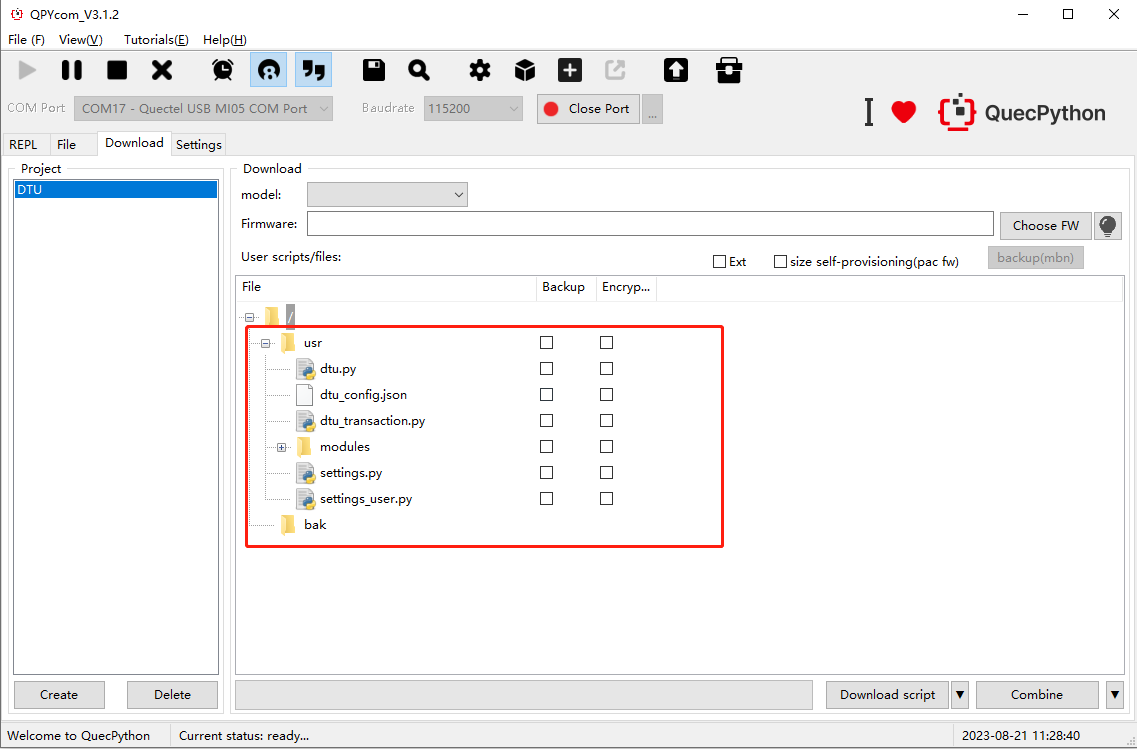 QPYcom_V3.1.2
File (F) View(V) Tutorials(E) Help(H)
COM Port COM17 - Quectel USB MI05 COM Port Baudrate 115200 Close Port ... QuecPython
REPL File Download Settings
Project
DTU
Download
model:
Firmware: Choose FW
User scripts/files: Ext size self-provisioning(pac fw) backup(mbn)
File Backup Encryp...
/
usr
dtu.py
dtu_config.json
dtu_transaction.py
modules
settings.py
settings_user.py
bak
Create Delete Download script Combine
Welcome to QuecPython Current status: ready... 2023-08-21 11:28:40